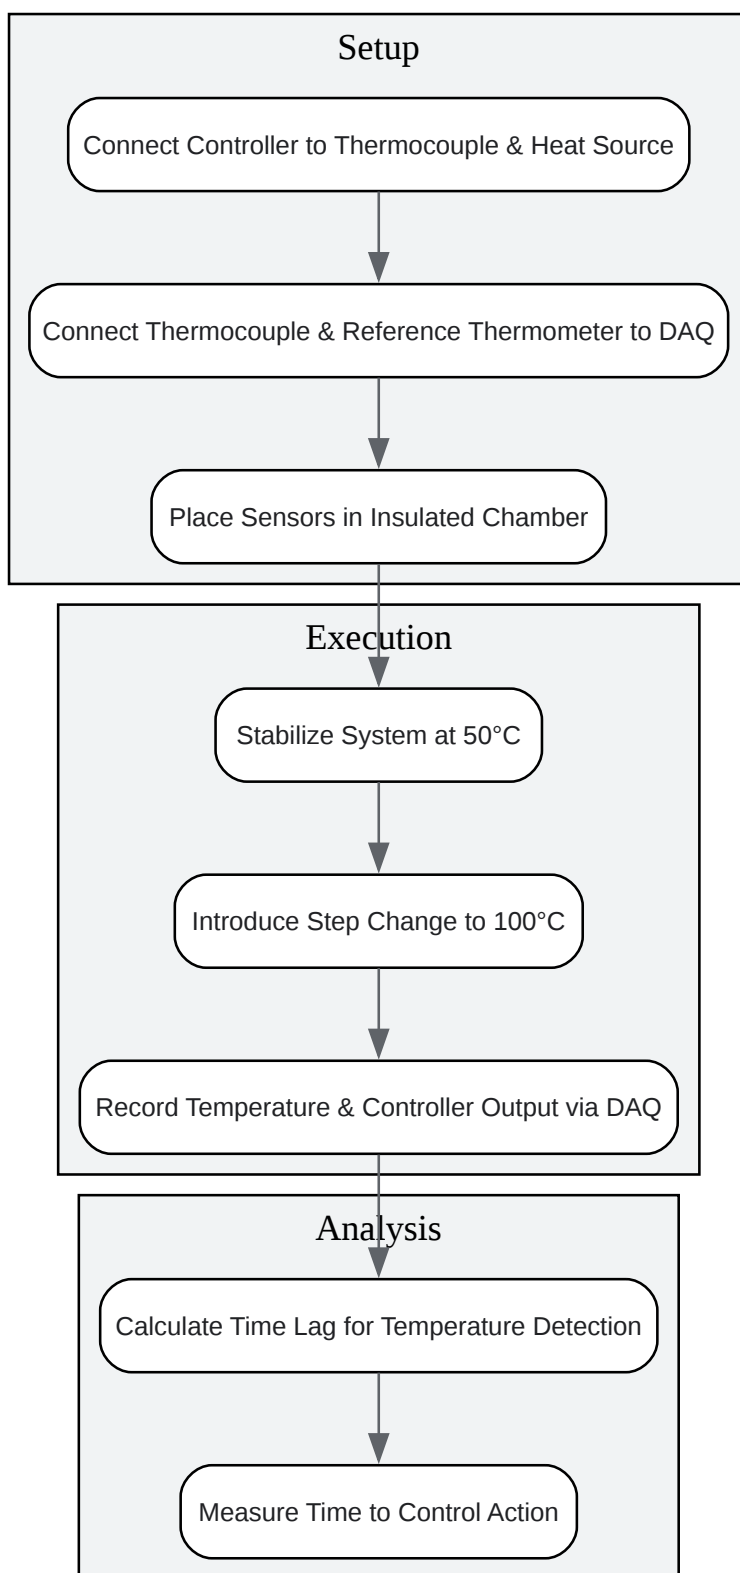 Setup
Connect Controller to Thermocouple & Heat Source
Connect Thermocouple & Reference Thermometer to DAQ
Place Sensors in Insulated Chamber
Execution
Stabilize System at 50°C
Introduce Step Change to 100°C
Record Temperature & Controller Output via DAQ
Analysis
Calculate Time Lag for Temperature Detection
Measure Time to Control Action